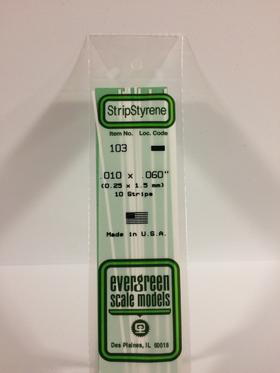 StripStyrene
Item No. Loc. Code
103
.010 x .060"
(0.25 x 1.5 mm)
10 Strips
Made in U.S.A.
evergreen
scale models
Des Plaines, IL 60018